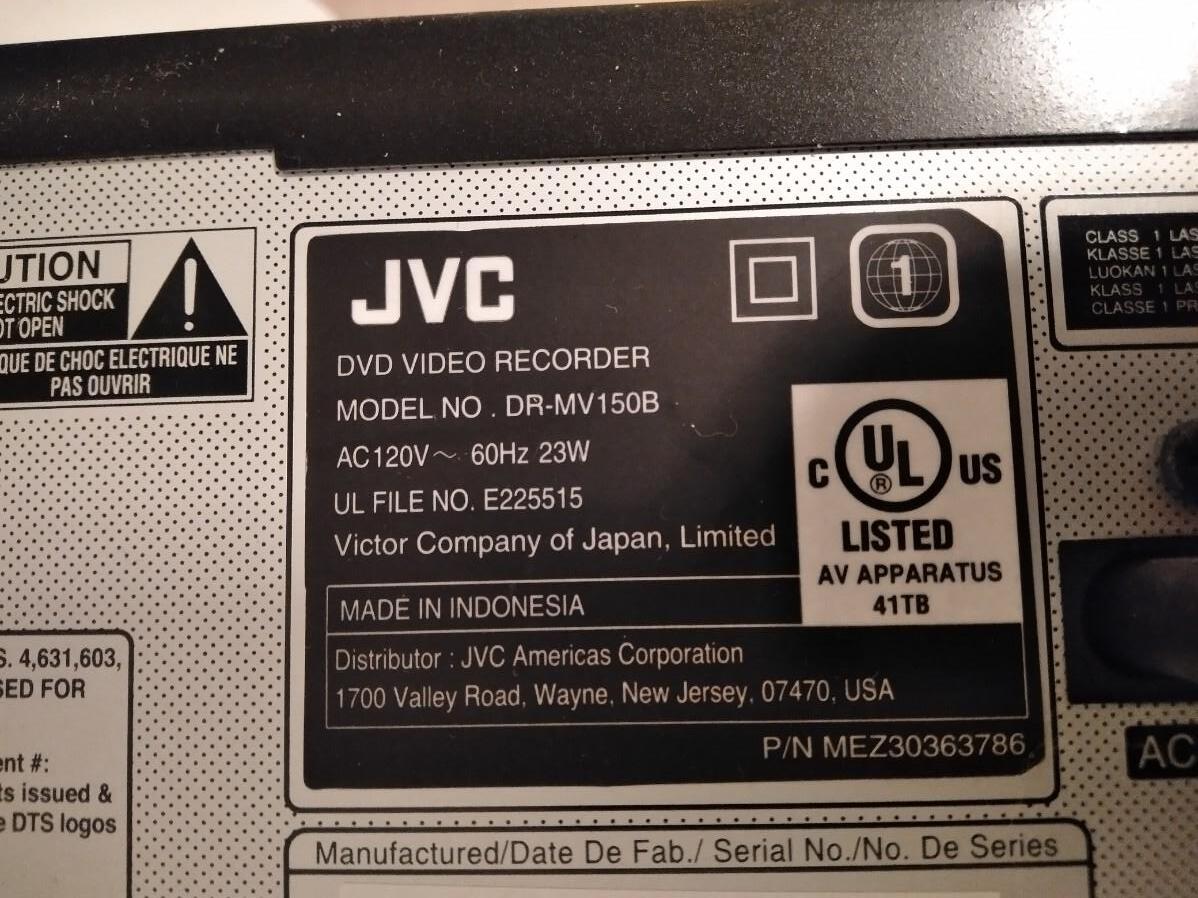 UTION
ECTRIC SHOCK
OT OPEN
QUE DE CHOC ELECTRIQUE NE
PAS OUVRIR
JVC
1
DVD VIDEO RECORDER
MODEL NO . DR-MV150B
AC120V～ 60Hz 23W
UL FILE NO. E225515
Victor Company of Japan, Limited
C UL US
®
LISTED
AV APPARATUS
41TB
MADE IN INDONESIA
Distributor : JVC Americas Corporation
1700 Valley Road, Wayne, New Jersey, 07470, USA
P/N MEZ30363786
CLASS 1 LAS
KLASSE 1 LAS
LUOKAN 1 LAS
KLASS 1 LAS
CLASSE 1 PR
AC
S. 4,631,603,
SED FOR
ent #:
ts issued &
e DTS logos
Manufactured/Date De Fab./ Serial No./No. De Series